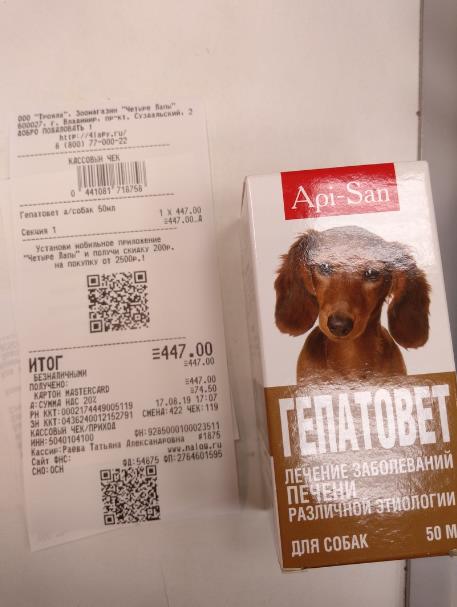 ООО "Трокла", Зоомагазин "Четыре Лапы"
600027, г. Владимир, пр-кт. Суздальский, 2
ДОБРО ПОЖАЛОВАТЬ !
http://4lapy.ru/
8 (800) 77-000-22
КАССОВЫЙ ЧЕК
0 441081 718758
Гепатовет д/собак 50мл
1 X 447.00
Секция 1 ≡447.00_А
Установи мобильное приложение
"Четыре Лапы" и получи скидку 200р.
на покупку от 2500р.!
ИТОГ ≡447.00
БЕЗНАЛИЧНЫМИ ≡447.00
ПОЛУЧЕНО:
КАРТОЙ MASTERCARD ≡447.00
А:СУММА НДС 20% ≡74.50
РН ККТ:0002174449005119 17.08.19 17:07
ЗН ККТ:0436240012152791 СМЕНА:422 ЧЕК:119
КАССОВЫЙ ЧЕК/ПРИХОД
ИНН:5040104100 ФН:9285000100023511
Кассир:Раева Татьяна Александровна #1875
Сайт ФНС: www.nalog.ru
СНО:ОСН ФД:54675 ФП:2764601595
Api-San
ГЕПАТОВЕТ
ЛЕЧЕНИЕ ЗАБОЛЕВАНИЙ
ПЕЧЕНИ
РАЗЛИЧНОЙ ЭТИОЛОГИИ
ДЛЯ СОБАК 50 М